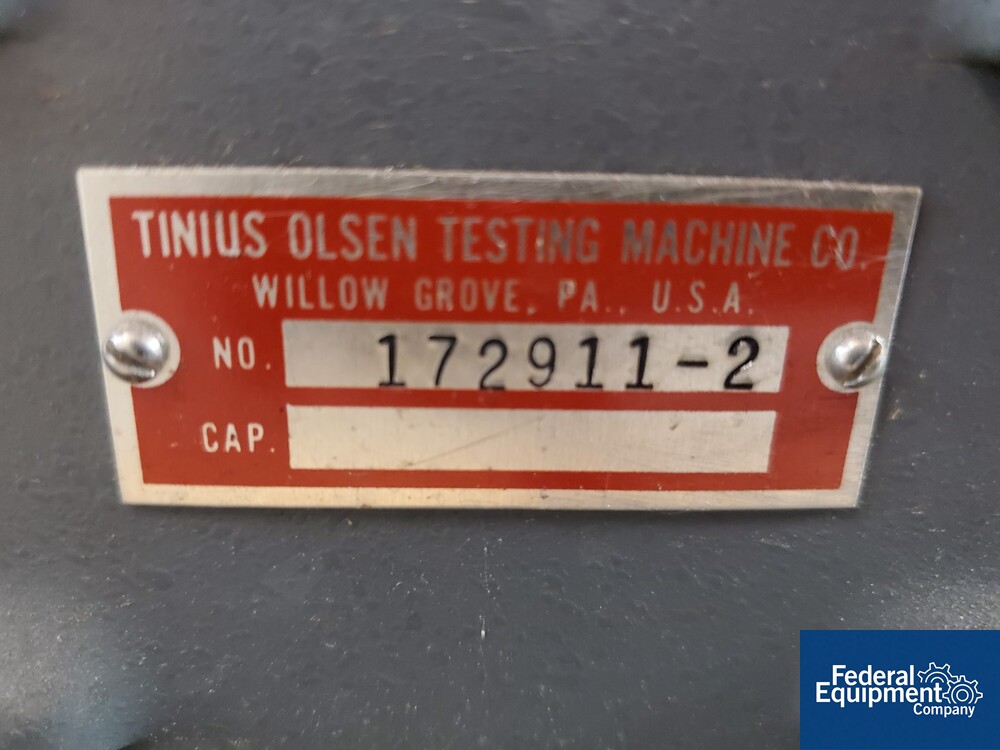 TINIUS OLSEN TESTING MACHINE CO.
WILLOW GROVE, PA., U.S.A.
NO. 172911-2
CAP.
Federal
Equipment
Company